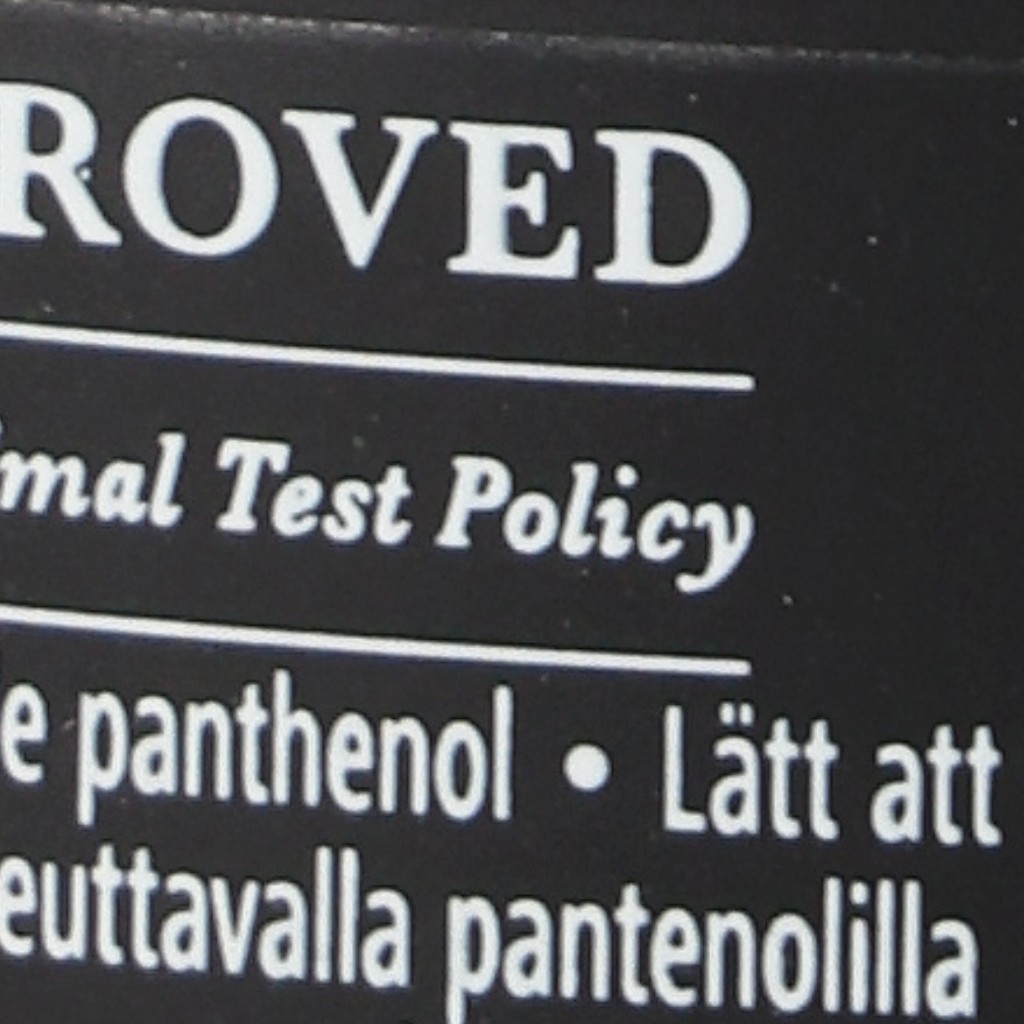 ROVED
mal Test Policy
e panthenol • Lätt att
euttavalla pantenolilla